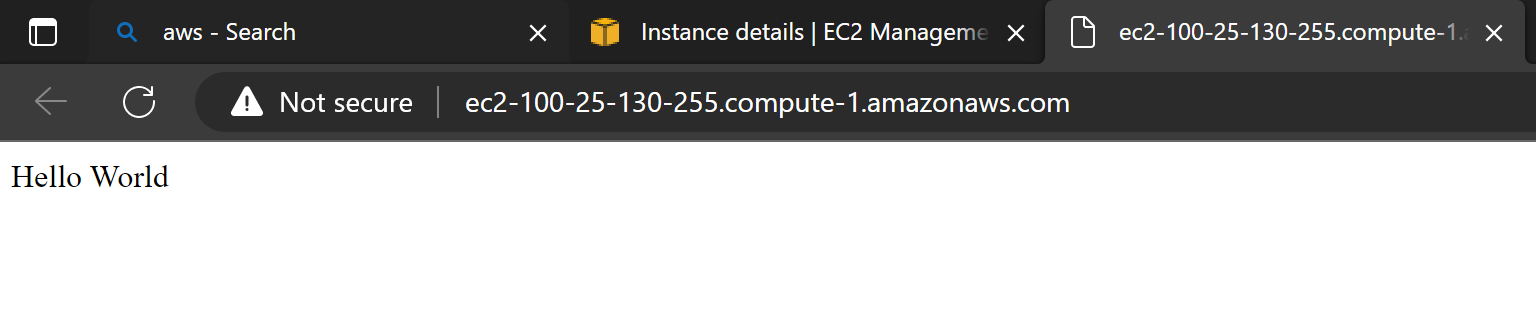 aws - Search
Instance details | EC2 Manageme
ec2-100-25-130-255.compute-1.
Not secure
ec2-100-25-130-255.compute-1.amazonaws.com
Hello World